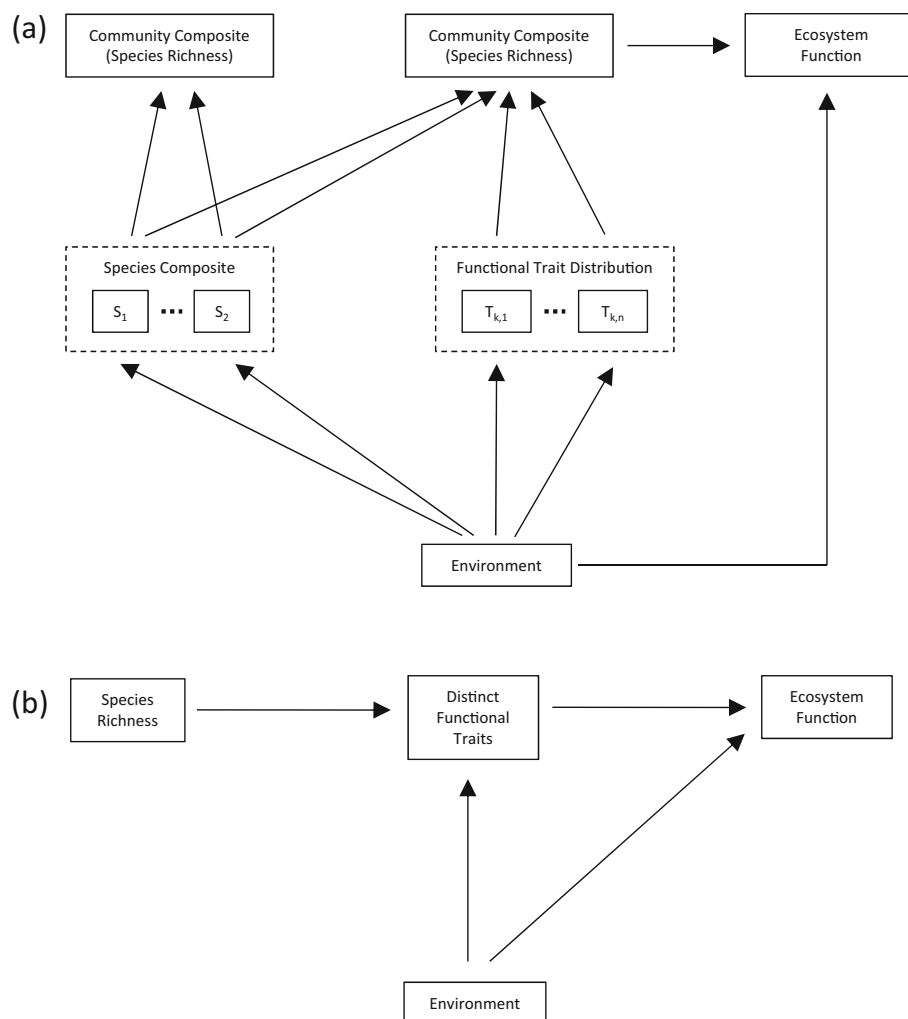 (a)
Community Composite
(Species Richness)
Community Composite
(Species Richness)
Ecosystem
Function
Species Composite
S1 ... S2
Functional Trait Distribution
Tk,1 ... Tk,n
Environment
(b)
Species
Richness
Distinct
Functional
Traits
Ecosystem
Function
Environment